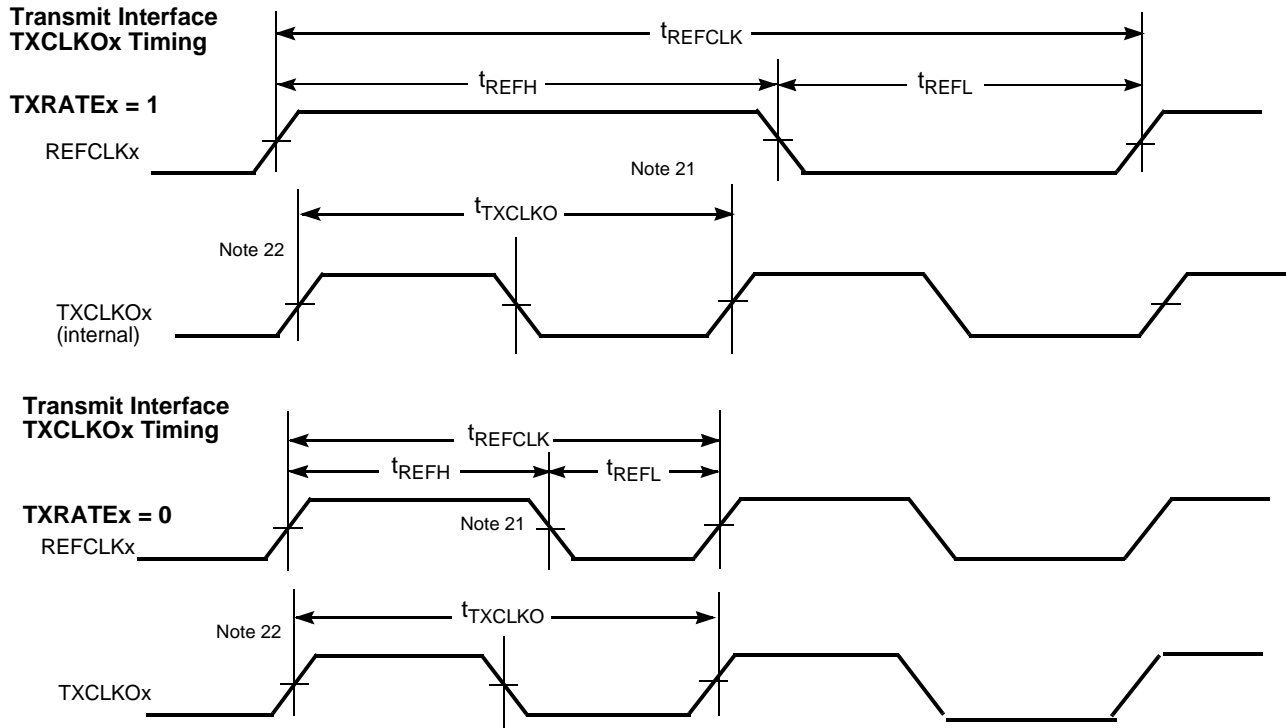 Transmit Interface
TXCLKOx Timing
tREFCLK
tREFH
tREFL
TXRATEx = 1
REFCLKx
Note 21
tTXCLKO
Note 22
TXCLKOx
(internal)
Transmit Interface
TXCLKOx Timing
tREFCLK
tREFH
tREFL
TXRATEx = 0
Note 21
REFCLKx
tTXCLKO
Note 22
TXCLKOx